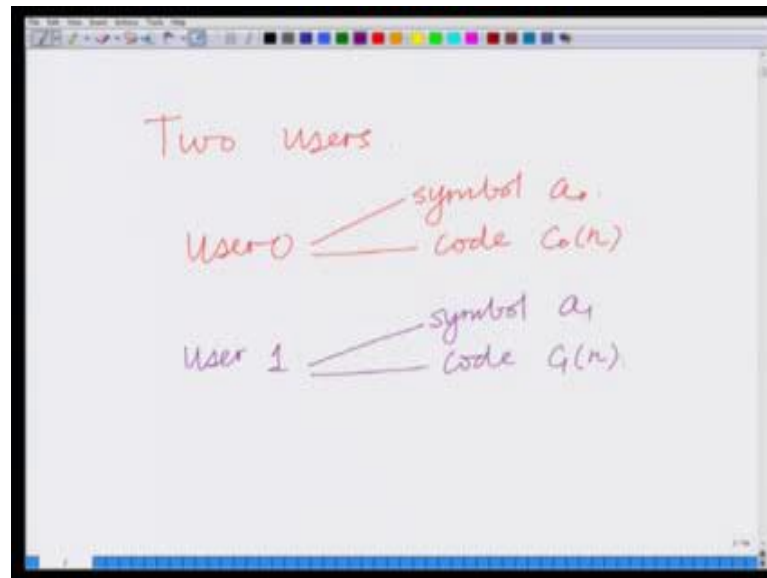 Two users
User 0 symbol a₀.
code C₀(n)
User 1 symbol a₁
code C₁(n).